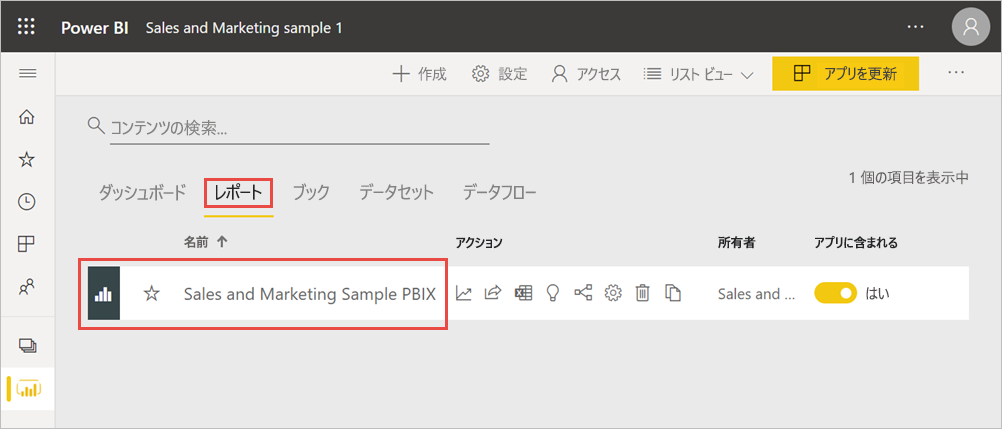 Power BI Sales and Marketing sample 1 ...
作成 設定 アクセス リスト ビュー アプリを更新 ...
コンテンツの検索...
ダッシュボード レポート ブック データセット データフロー 1 個の項目を表示中
名前 アクション 所有者 アプリに含まれる
Sales and Marketing Sample PBIX Sales and ... はい